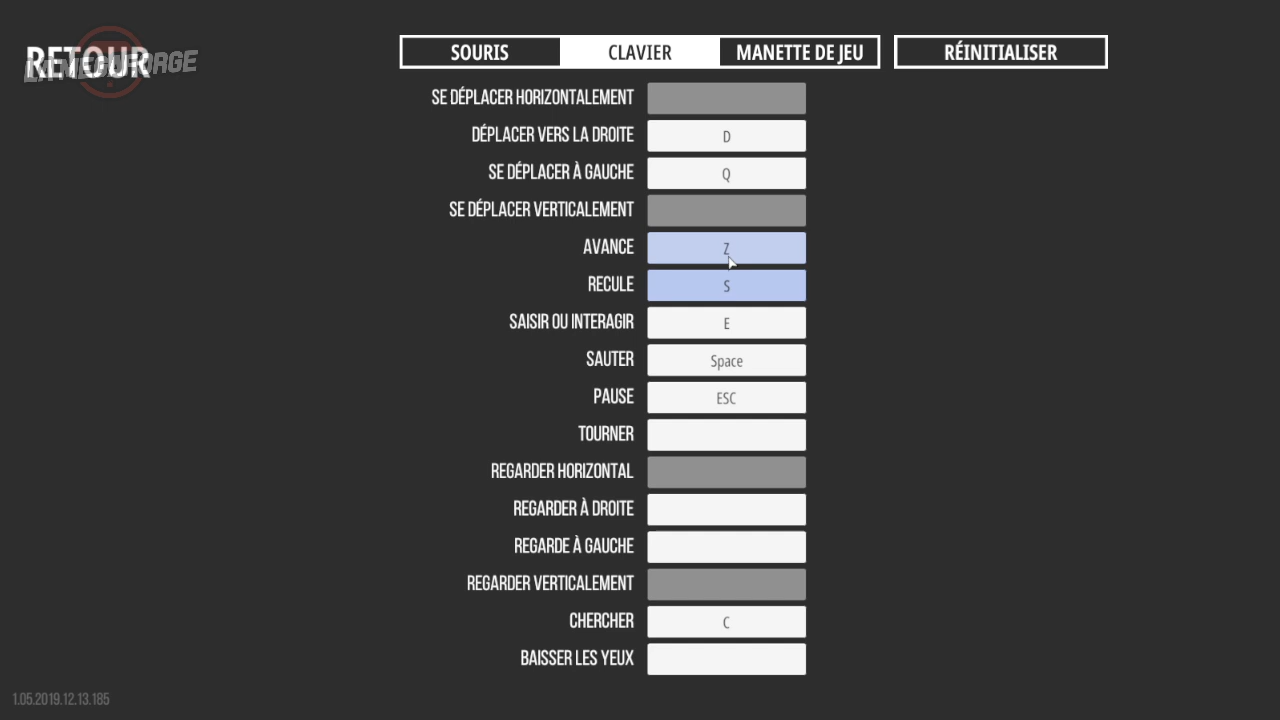 RETOUR
LAMEENFORGE
SOURIS
CLAVIER
MANETTE DE JEU
RÉINITIALISER
SE DÉPLACER HORIZONTALEMENT
DÉPLACER VERS LA DROITE D
SE DÉPLACER À GAUCHE Q
SE DÉPLACER VERTICALEMENT
AVANCE Z
RECULE S
SAISIR OU INTERAGIR E
SAUTER Space
PAUSE ESC
TOURNER
REGARDER HORIZONTAL
REGARDER À DROITE
REGARDE À GAUCHE
REGARDER VERTICALEMENT
CHERCHER C
BAISSER LES YEUX
1.05.2019.12.13.185